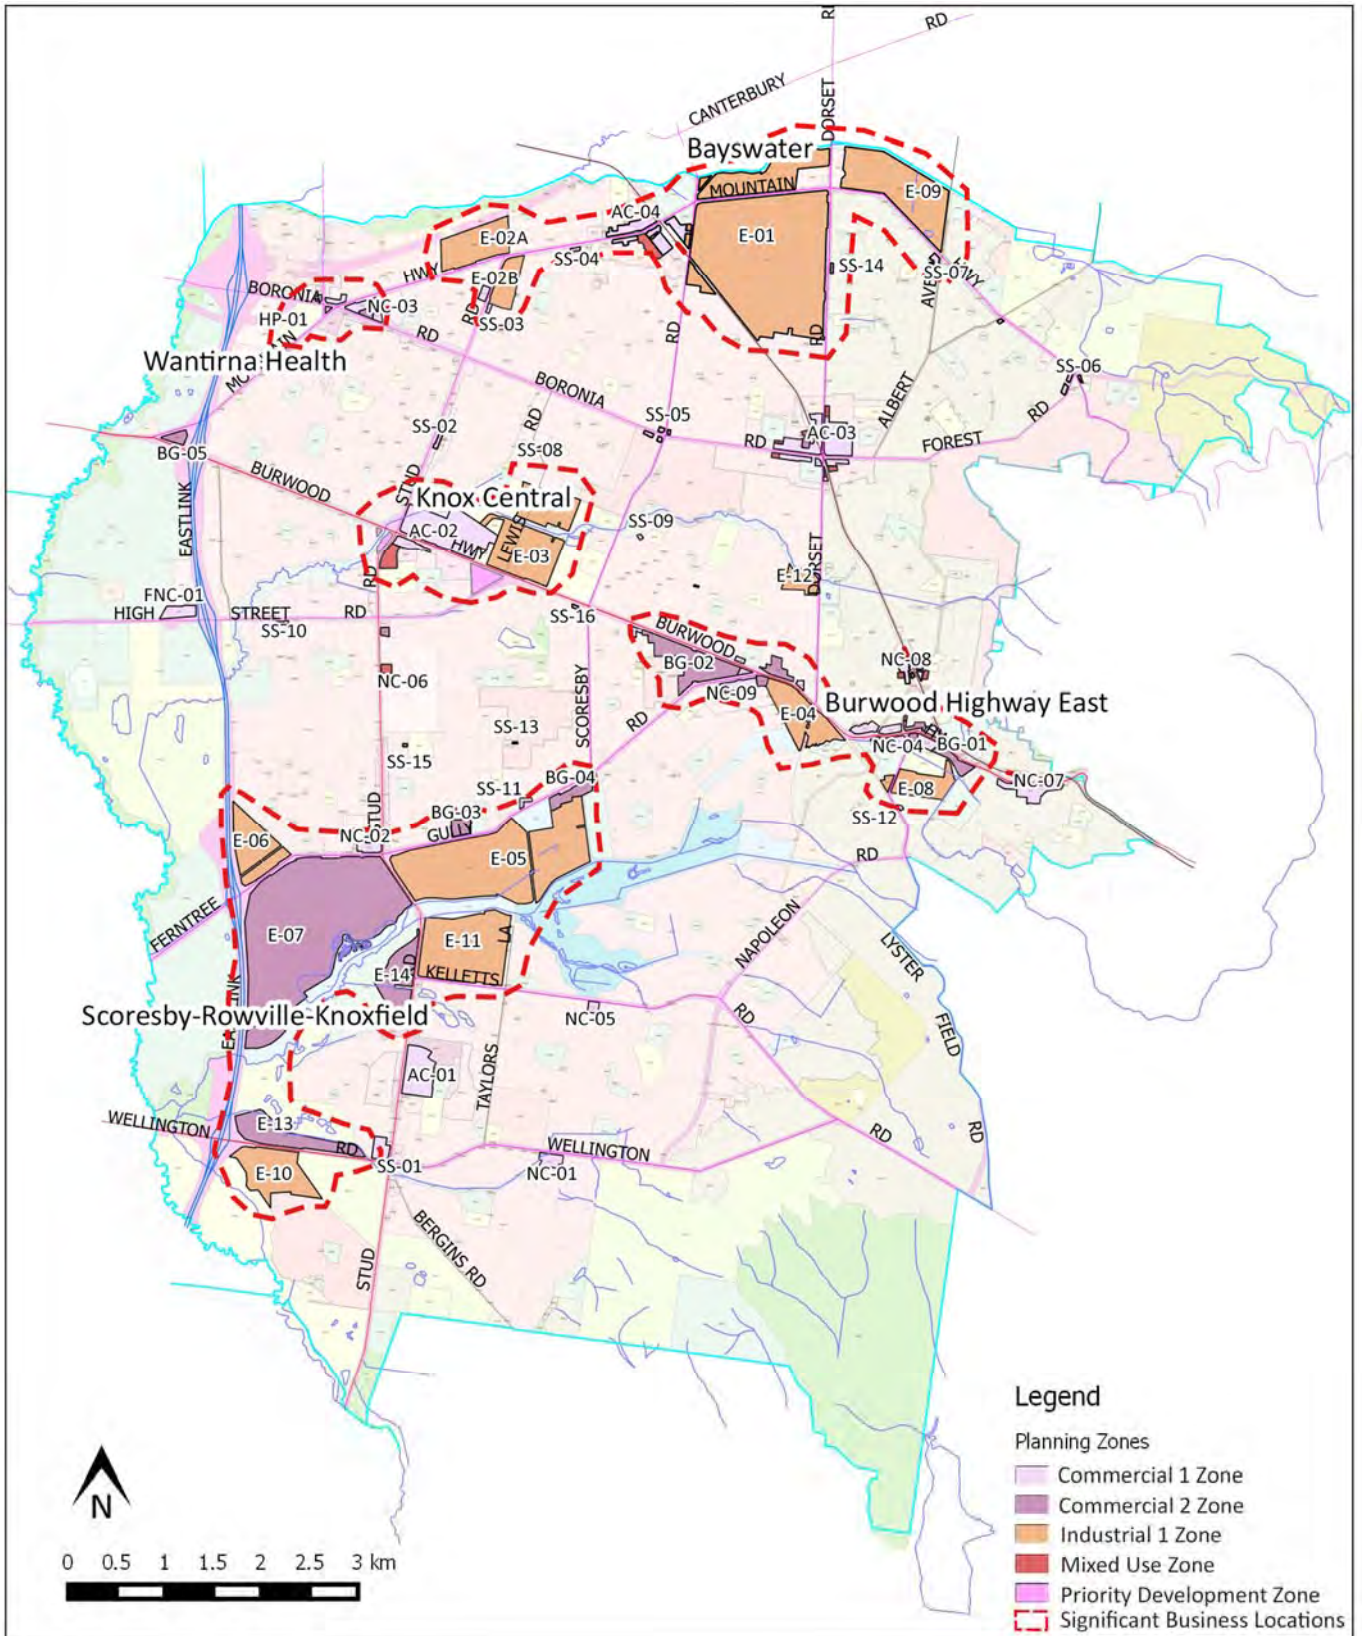 RD
RD
CANTERBURY
DORSET
Bayswater
MOUNTAIN
E-09
AC-04
E-02A
E-01
SS-04
SS-14
SS-07
HWY
HWY
E-02B
AVE
BORONIA
NC-03
RD
HP-01
SS-03
RD
RD
RD
Wantirna Health
SS-06
BORONIA
ALBERT
SS-05
RD
RD
SS-02
AC-03
RD
FOREST
BG-05
SS-08
BURWOOD
STUD
Knox Central
EASTLINK
AC-02
LEWIS
SS-09
HWY
E-03
DORSET
RD
E-12
FNC-01
HIGH
STREET
RD
SS-16
SS-10
BURWOOD
NC-08
BG-02
NC-06
NC-09
Burwood Highway East
SCORESBY
RD
E-04
SS-13
NC-04
BG-01
SS-15
NC-07
BG-04
SS-11
E-08
STUD
BG-03
SS-12
NC-02
GULLY
E-06
E-05
RD
FERNTREE
NAPOLEON
E-07
E-11
LA
LYSTER
E-14
KELLETTS
Scoresby-Rowville-Knoxfield
NC-05
RD
FIELD
AC-01
TAYLORS
WELLINGTON
E-13
RD
RD
RD
WELLINGTON
E-10
SS-01
NC-01
BERGINS RD
STUD
Legend
Planning Zones
Commercial 1 Zone
Commercial 2 Zone
Industrial 1 Zone
Mixed Use Zone
Priority Development Zone
Significant Business Locations
N
0 0.5 1 1.5 2 2.5 3 km